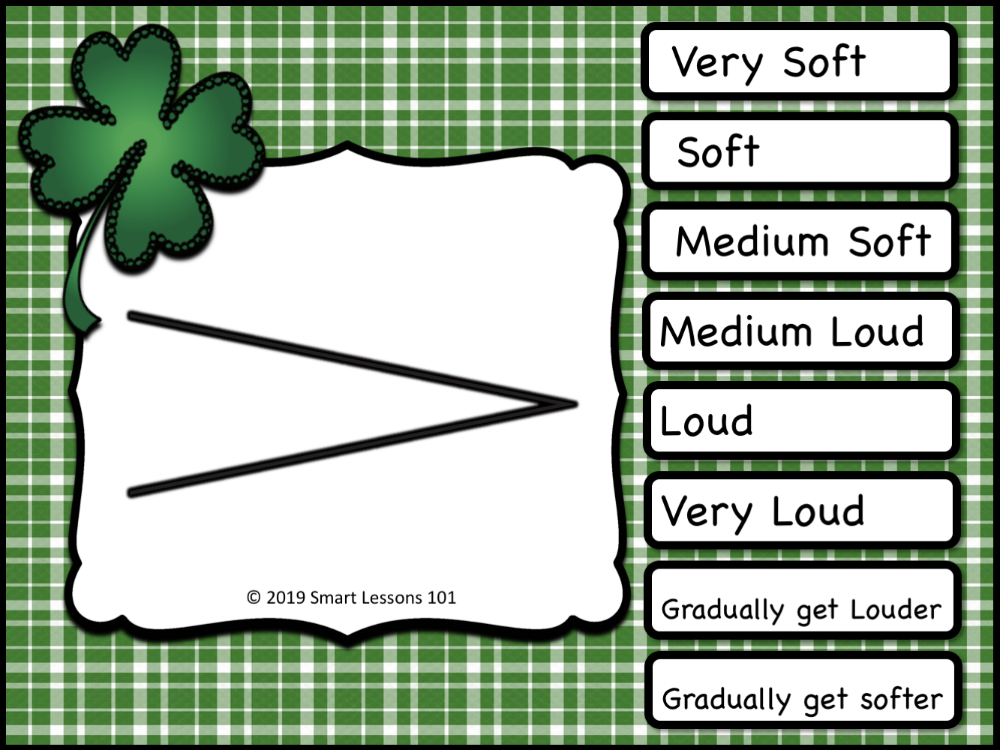 Very Soft
Soft
Medium Soft
Medium Loud
Loud
Very Loud
Gradually get Louder
Gradually get softer
© 2019 Smart Lessons 101